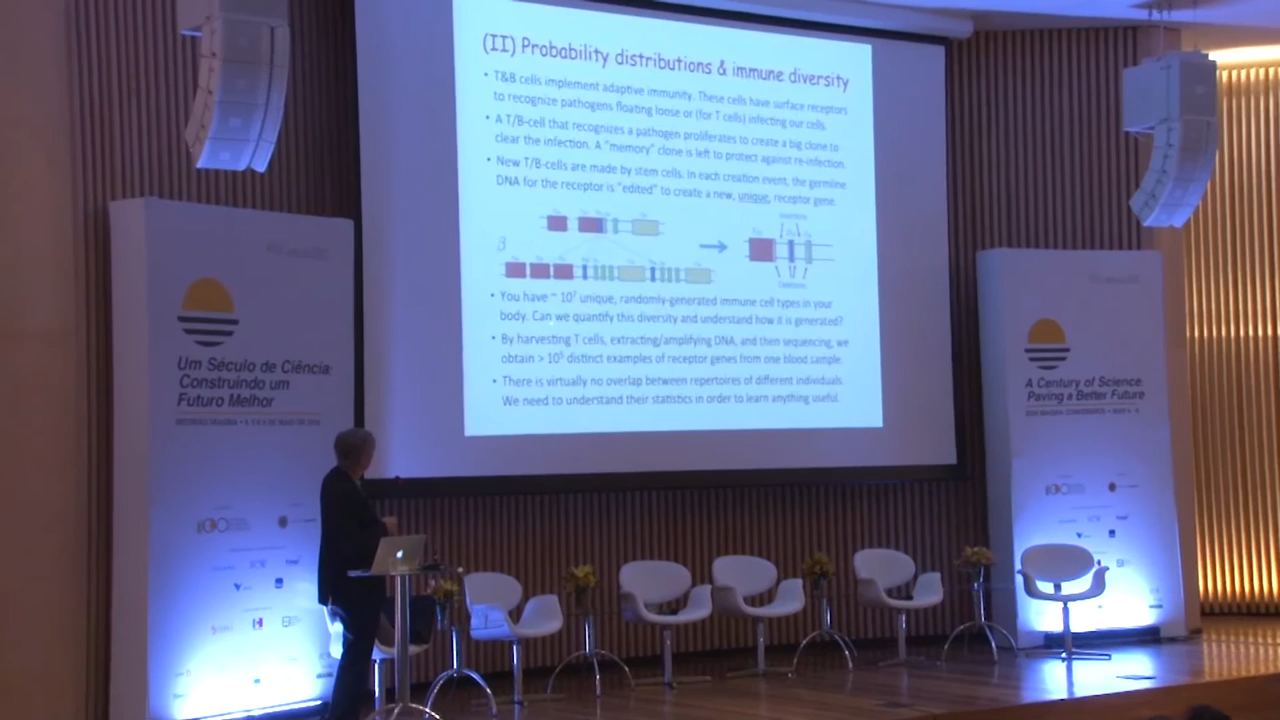 (II) Probability distributions & immune diversity
• T&B cells implement adaptive immunity. These cells have surface receptors
to recognize pathogens floating loose or (for T cells) infecting our cells.
• A T/B-cell that recognizes a pathogen proliferates to create a big clone to
clear the infection. A "memory" clone is left to protect against re-infection.
• New T/B-cells are made by stem cells. In each creation event, the germline
DNA for the receptor is "edited" to create a new, unique, receptor gene.
β
• You have ~ 10⁷ unique, randomly-generated immune cell types in your
body. Can we quantify this diversity and understand how it is generated?
• By harvesting T cells, extracting/amplifying DNA, and then sequencing, we
obtain > 10⁵ distinct examples of receptor genes from one blood sample.
• There is virtually no overlap between repertoires of different individuals.
We need to understand their statistics in order to learn anything useful.
Um Século de Ciência:
Construindo um
Futuro Melhor
A Century of Science:
Paving a Better Future